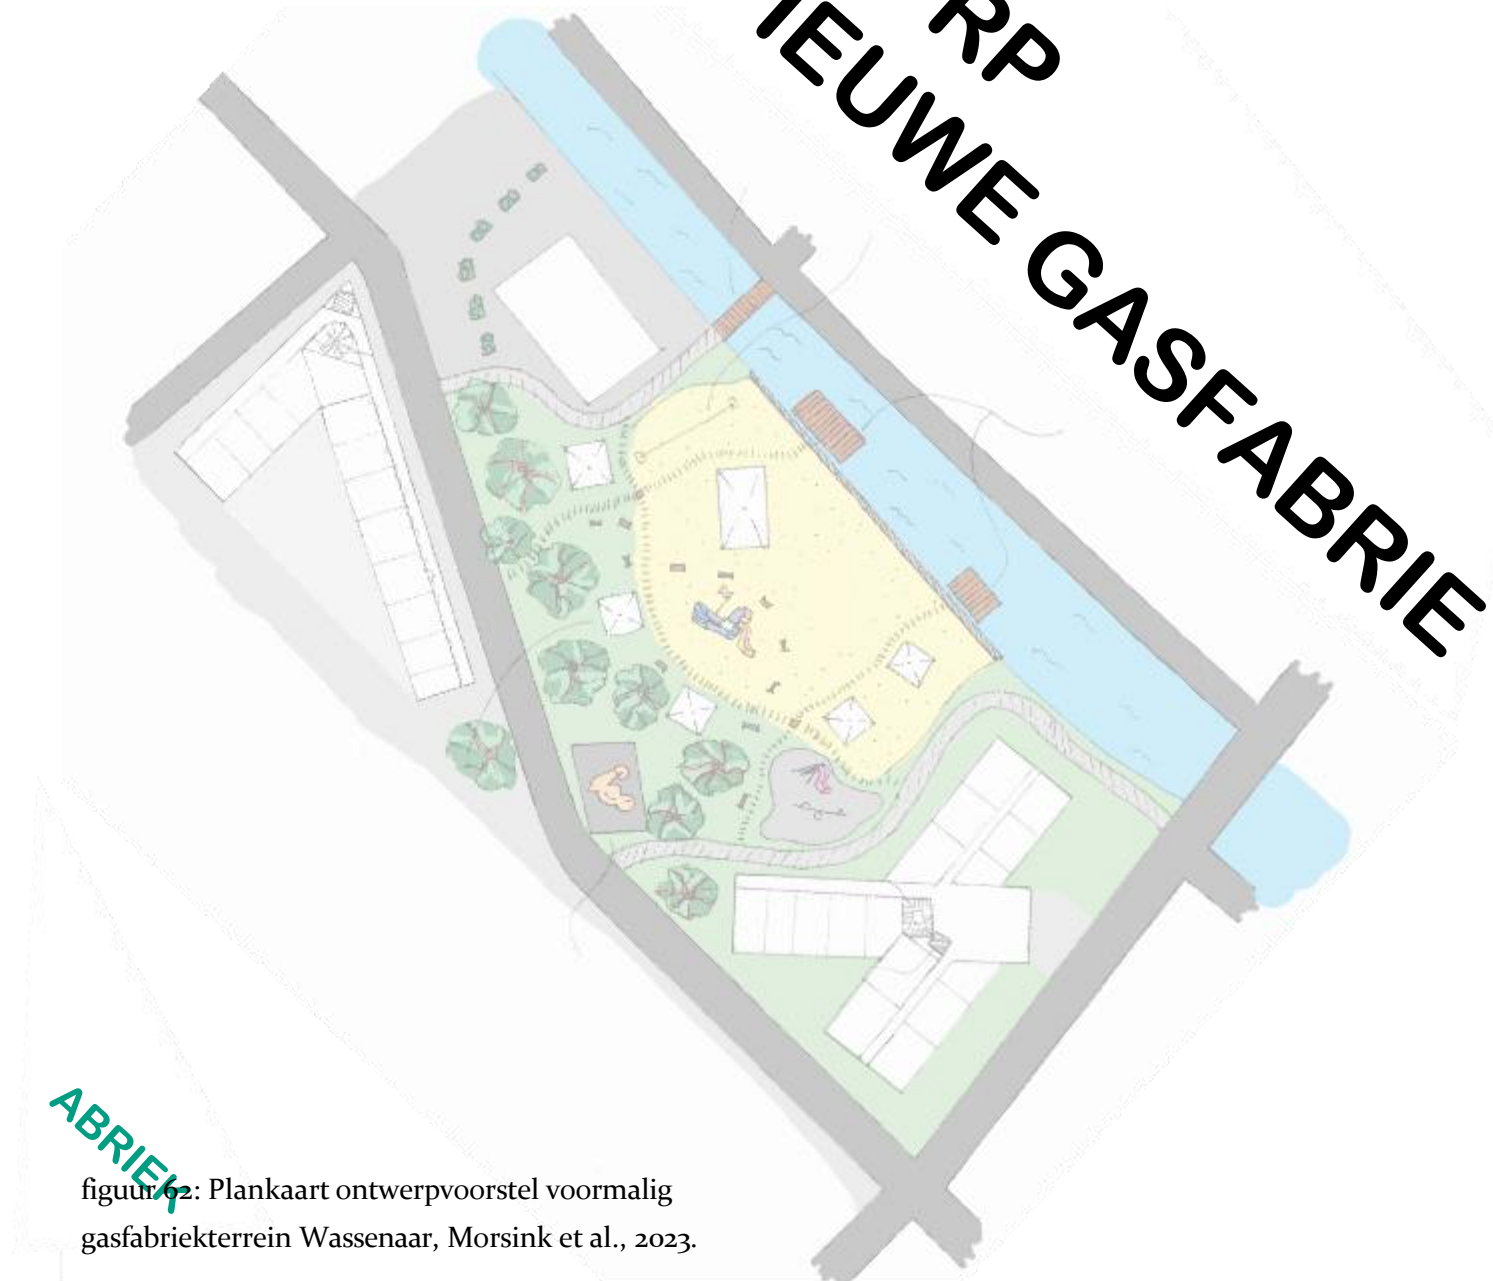 RP
IEUWE GASFABRIE
ABRIEK
figuur 62: Plankaart ontwerpvoorstel voormalig
gasfabriekterrein Wassenaar, Morsink et al., 2023.